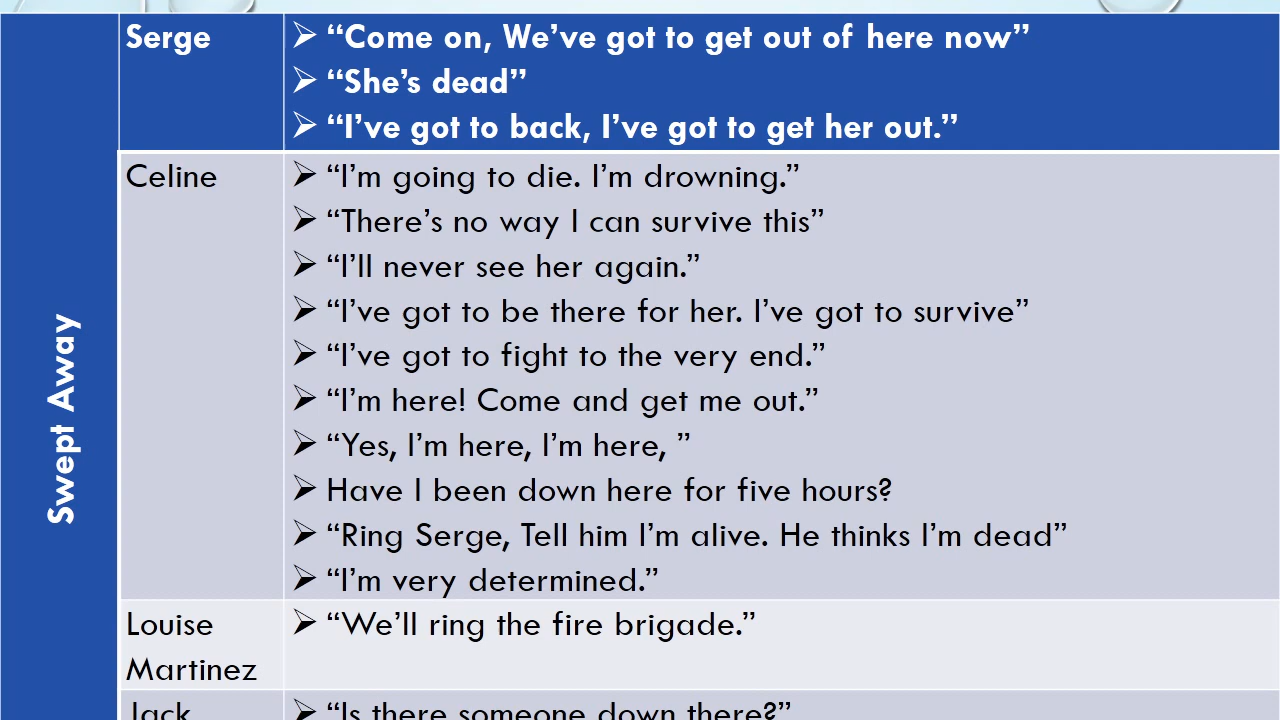 Swept Away
Serge
“Come on, We’ve got to get out of here now”
“She’s dead”
“I’ve got to back, I’ve got to get her out.”
Celine
“I’m going to die. I’m drowning.”
“There’s no way I can survive this”
“I’ll never see her again.”
“I’ve got to be there for her. I’ve got to survive”
“I’ve got to fight to the very end.”
“I’m here! Come and get me out.”
“Yes, I’m here, I’m here, ”
Have I been down here for five hours?
“Ring Serge, Tell him I’m alive. He thinks I’m dead”
“I’m very determined.”
Louise
Martinez
“We’ll ring the fire brigade.”
Jack
“Is there someone down there?”